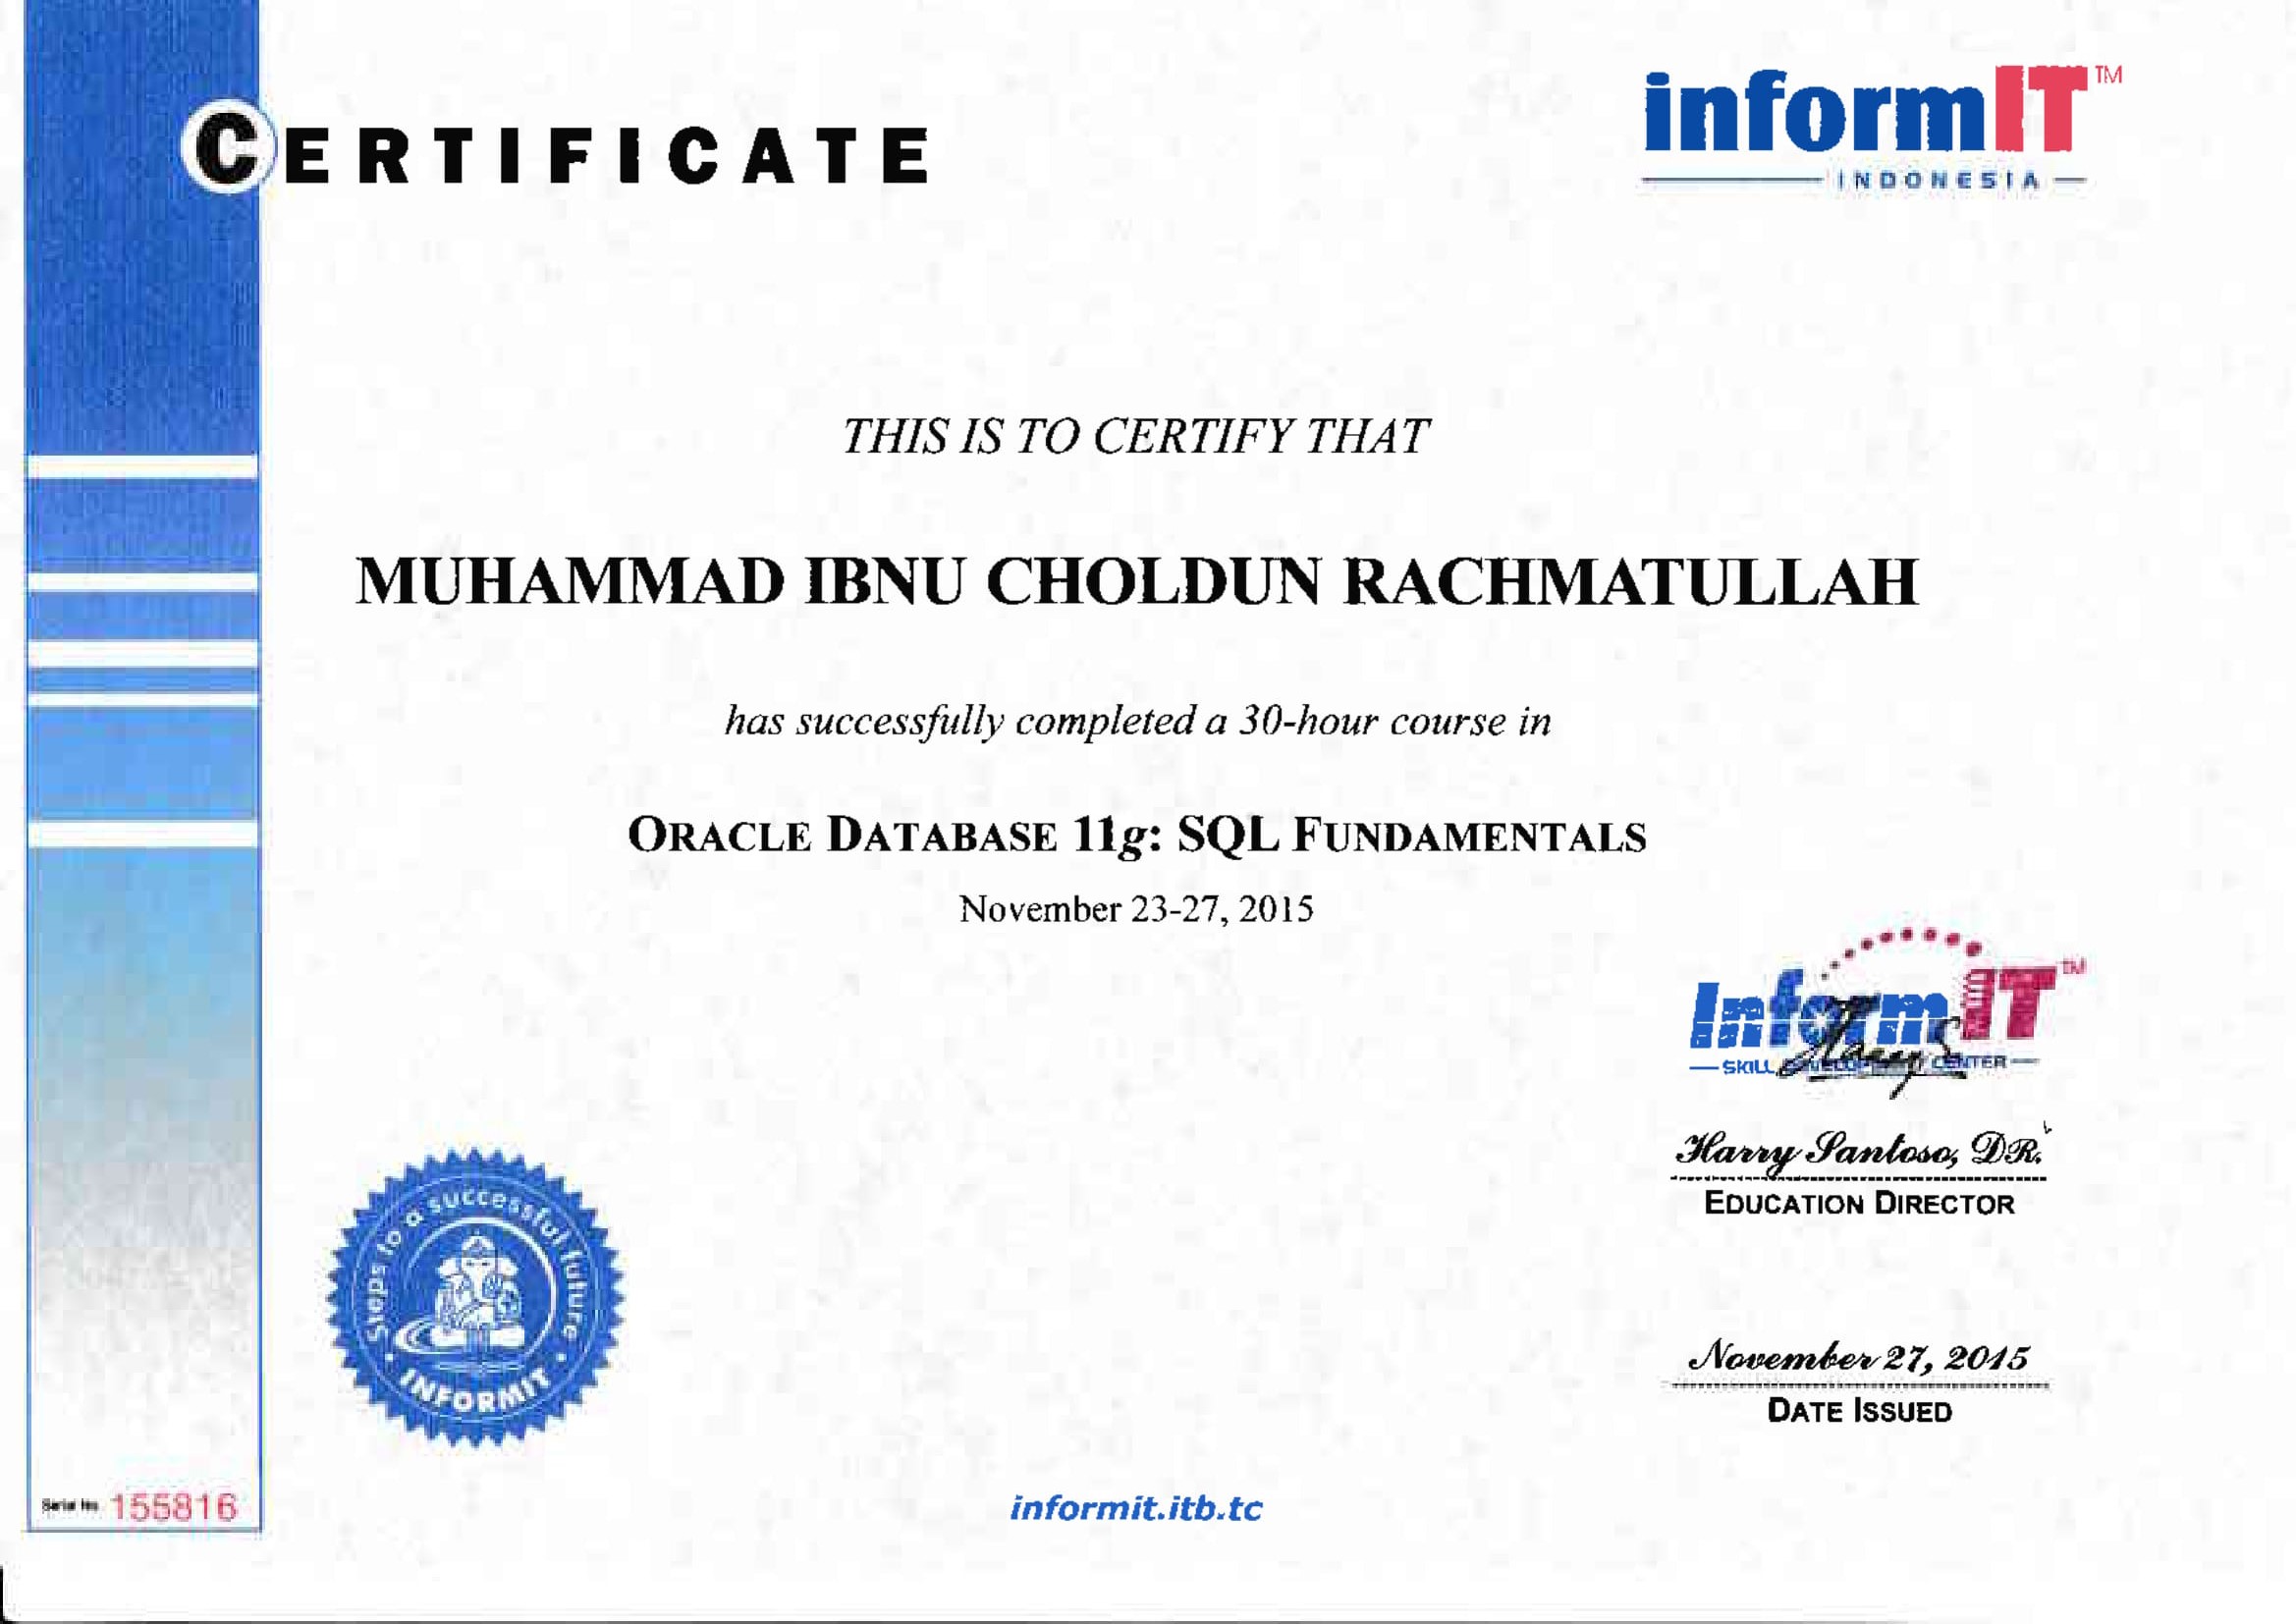 CERTIFICATE
informIT™
INDONESIA
THIS IS TO CERTIFY THAT
MUHAMMAD IBNU CHOLDUN RACHMATULLAH
has successfully completed a 30-hour course in
ORACLE DATABASE 11g: SQL FUNDAMENTALS
November 23-27, 2015
InformIT™
SKILL DEVELOPMENT CENTER
Harry Santoso, DR.
EDUCATION DIRECTOR
Steps to a successful future
INFORMIT
November 27, 2015
DATE ISSUED
Serial No. 155816
informit.itb.tc